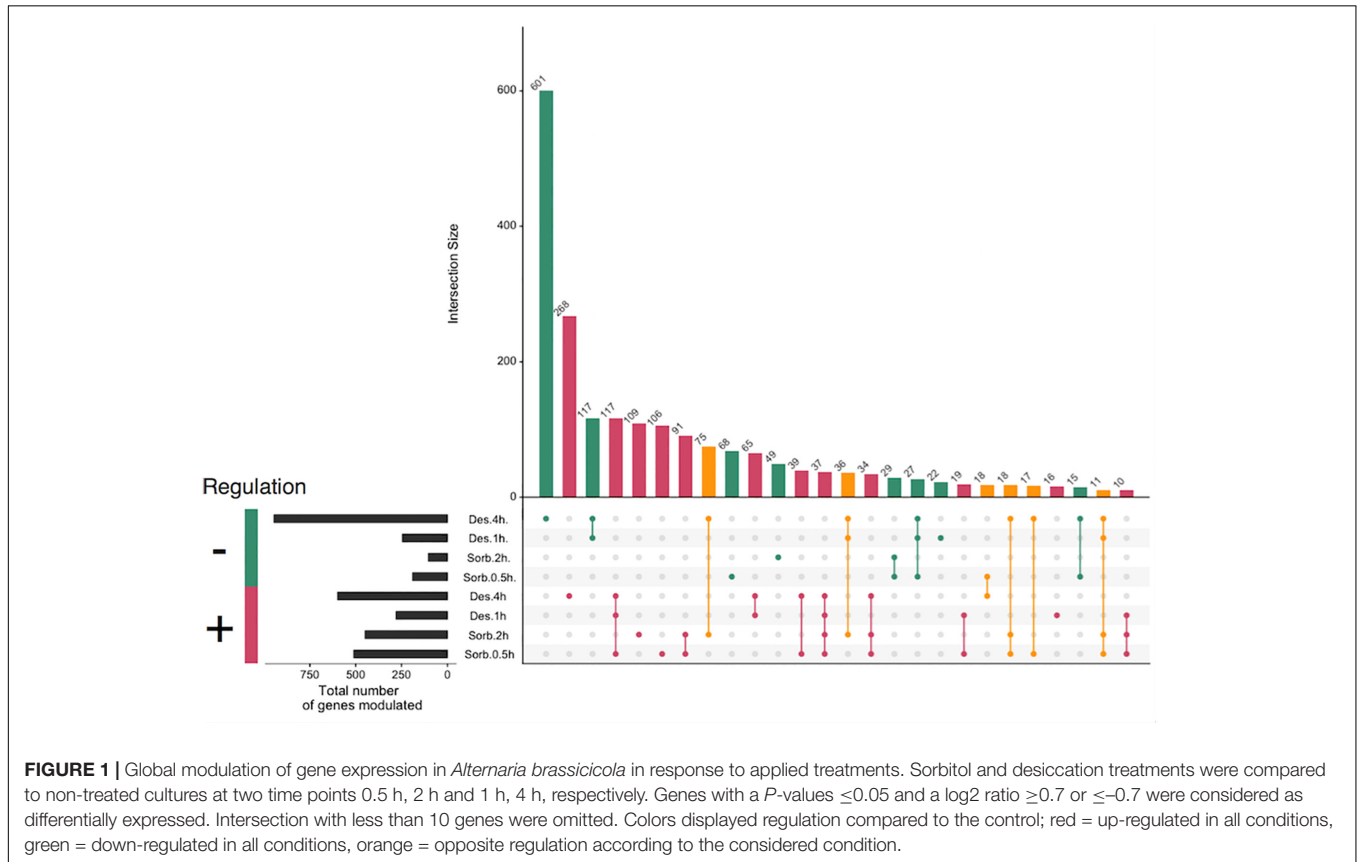 600
400
200
0
Intersection Size
601
268
117
117
109
106
91
75
68
65
49
39
37
36
34
29
27
22
19
18
18
17
16
15
11
10
Regulation
-
+
Des.4h.
Des.1h.
Sorb.2h.
Sorb.0.5h.
Des.4h
Des.1h
Sorb.2h
Sorb.0.5h
750 500 250 0
Total number
of genes modulated
FIGURE 1 | Global modulation of gene expression in Alternaria brassicicola in response to applied treatments. Sorbitol and desiccation treatments were compared
to non-treated cultures at two time points 0.5 h, 2 h and 1 h, 4 h, respectively. Genes with a P-values ≤0.05 and a log2 ratio ≥0.7 or ≤–0.7 were considered as
differentially expressed. Intersection with less than 10 genes were omitted. Colors displayed regulation compared to the control; red = up-regulated in all conditions,
green = down-regulated in all conditions, orange = opposite regulation according to the considered condition.